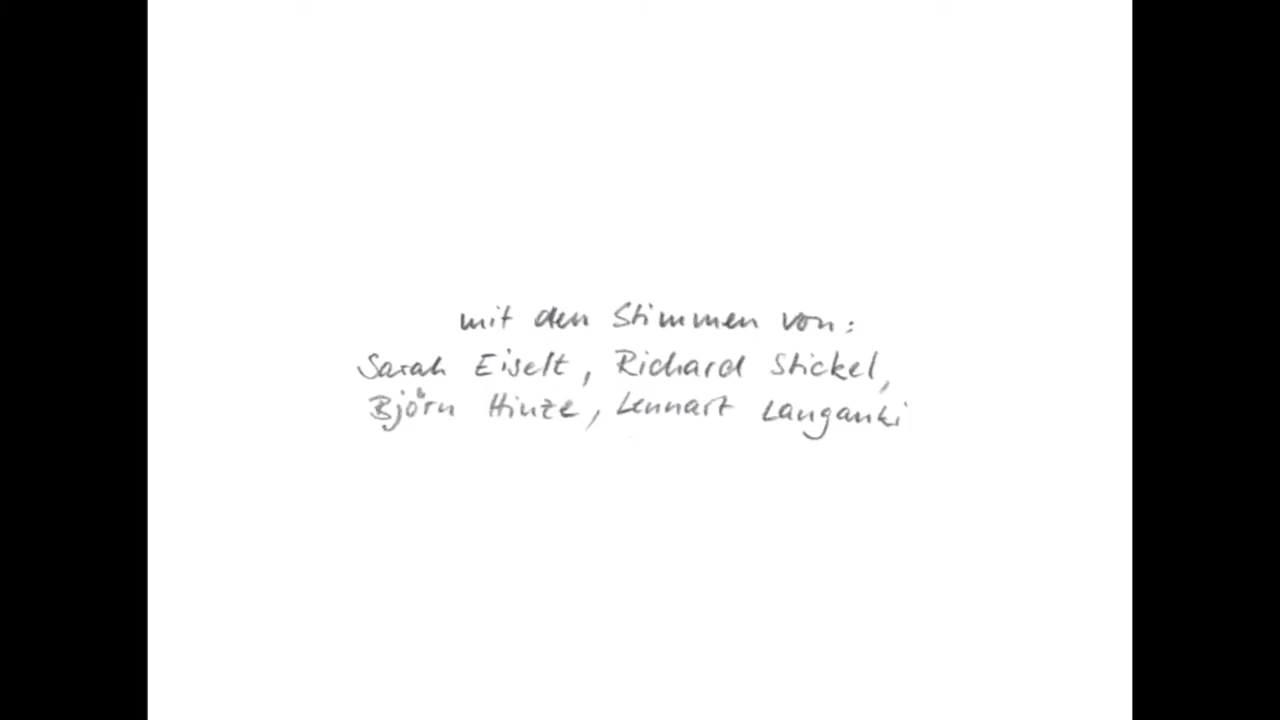 mit den Stimmen von:
Sarah Eiselt, Richard Stickel,
Björn Hinze, Lennart Langanki